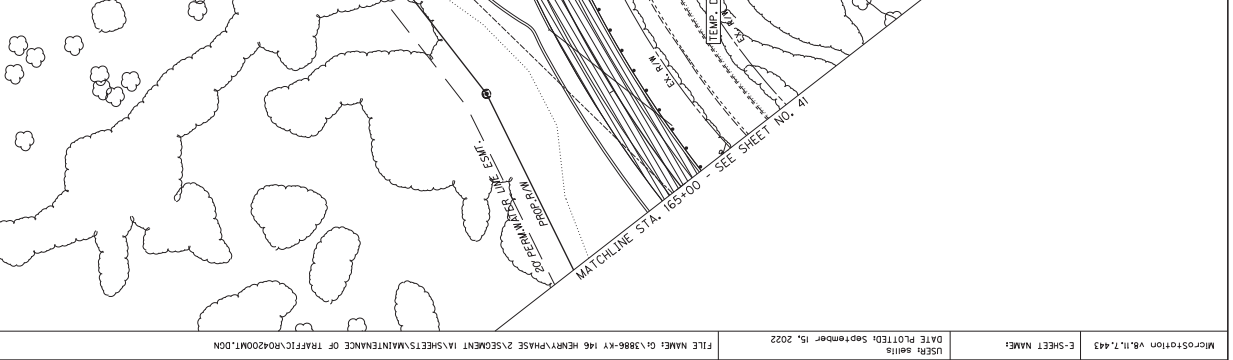 TEMP. D
EX. R/W
EX. R/W
20' PERM. WATER LINE ESMT.
PROP. R/W
MATCHLINE STA. 165+00 - SEE SHEET NO. 41
MicroStation v8.11.7.443
E-SHEET NAME:
USER: sellis
DATE PLOTTED: September 15, 2022
FILE NAME: G:\3886-KY 146 HENRY\PHASE 2\SEGMENT 1A\SHEETS\MAINTENANCE OF TRAFFIC\R04200MT.DGN